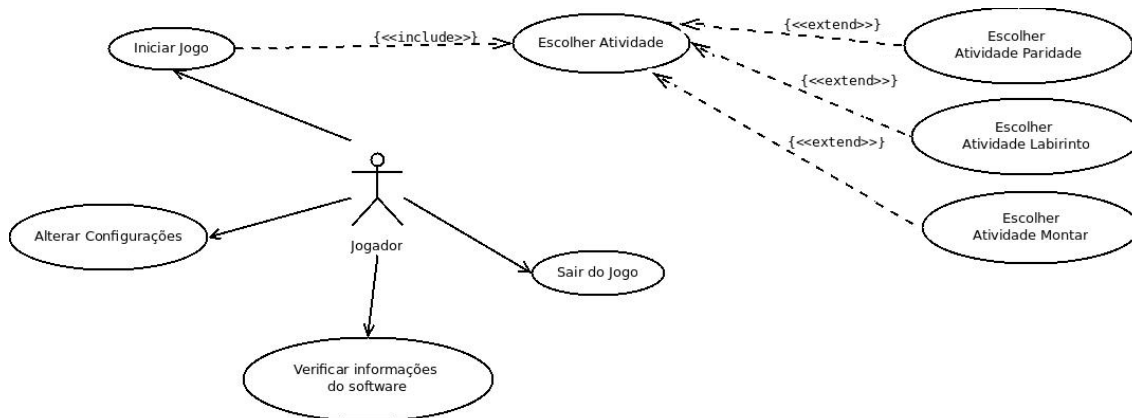 Iniciar Jogo
{<<include>>}
Escolher Atividade
{<<extend>>}
Escolher
Atividade Paridade
{<<extend>>}
Escolher
Atividade Labirinto
{<<extend>>}
Escolher
Atividade Montar
Alterar Configurações
Jogador
Sair do Jogo
Verificar informações
do software